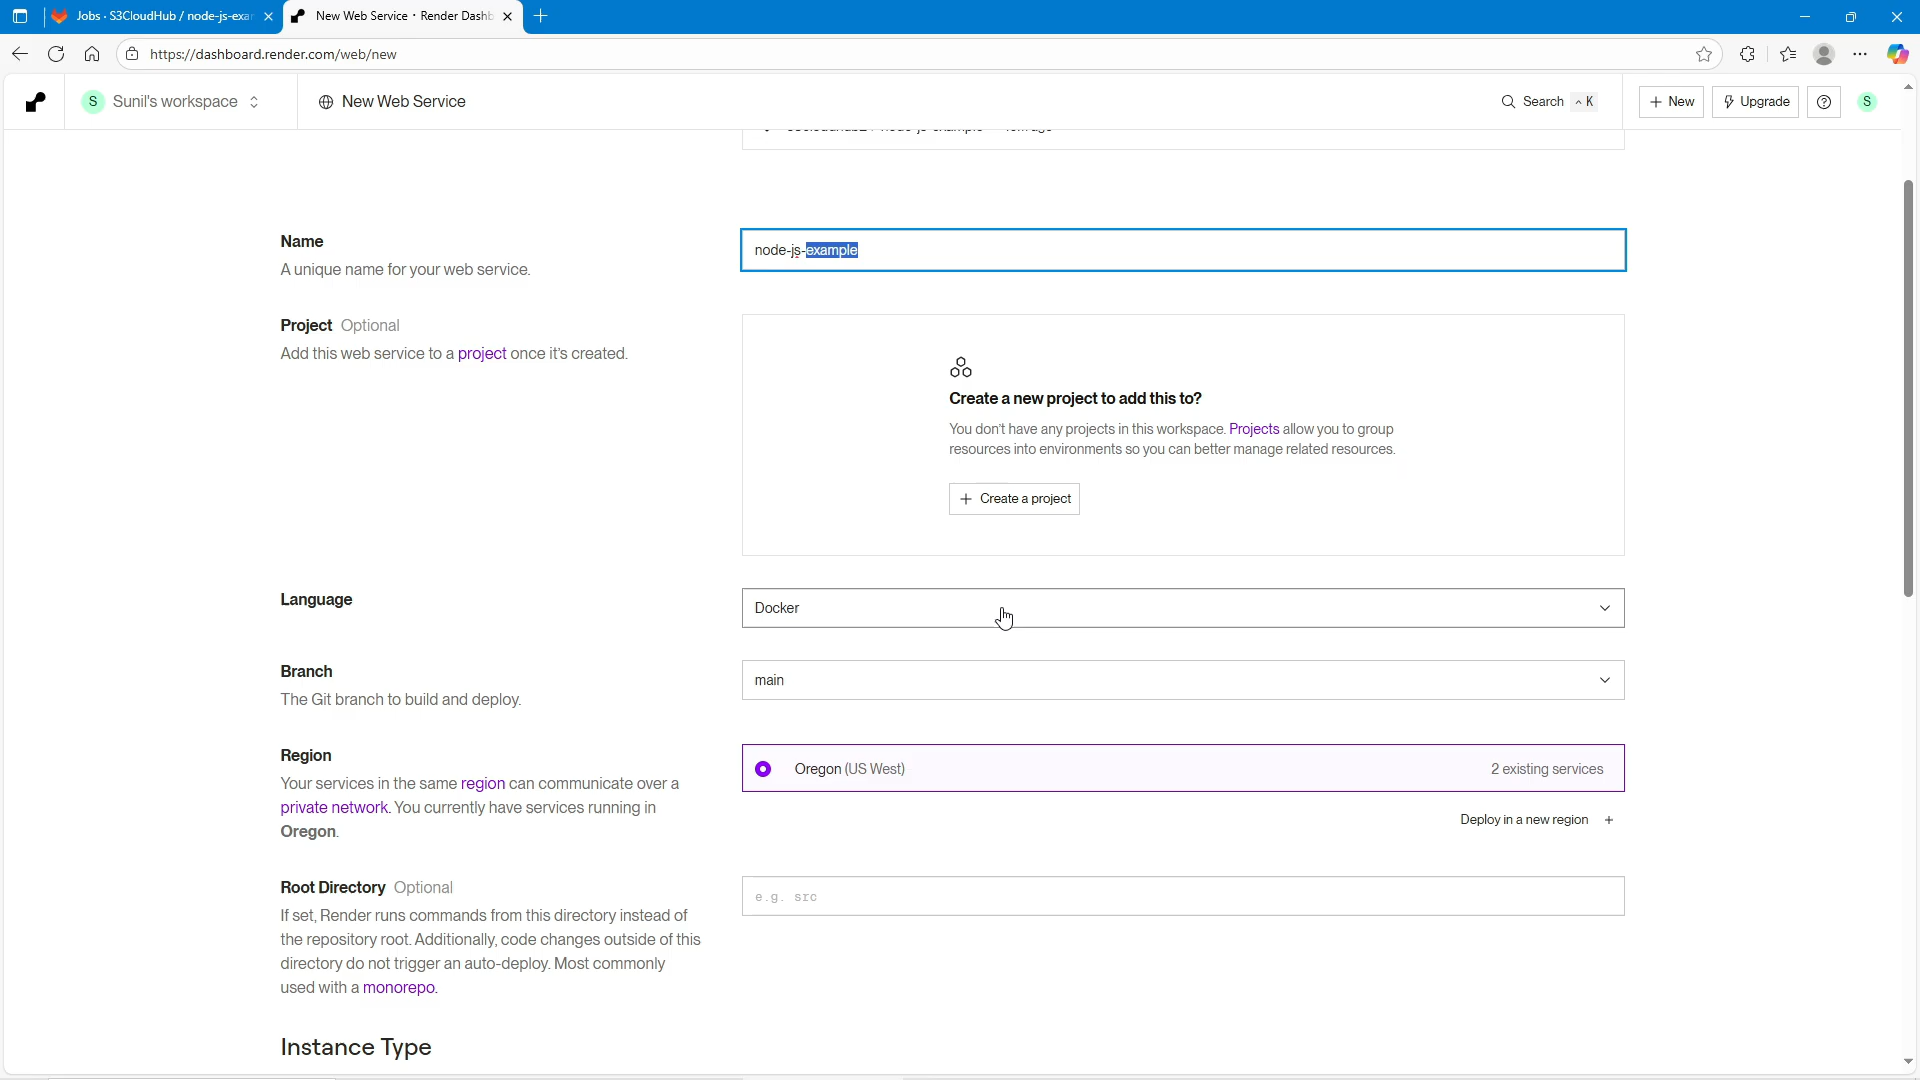 Jobs · S3CloudHub / node-js-exar
New Web Service · Render Dashb
https://dashboard.render.com/web/new
S Sunil's workspace
New Web Service
Search K
+ New
Upgrade
S
Name
A unique name for your web service.
node-js-example
Project Optional
Add this web service to a project once it's created.
Create a new project to add this to?
You don't have any projects in this workspace. Projects allow you to group
resources into environments so you can better manage related resources.
+ Create a project
Language
Docker
Branch
The Git branch to build and deploy.
main
Region
Your services in the same region can communicate over a
private network. You currently have services running in
Oregon.
Oregon (US West)
2 existing services
Deploy in a new region +
Root Directory Optional
If set, Render runs commands from this directory instead of
the repository root. Additionally, code changes outside of this
directory do not trigger an auto-deploy. Most commonly
used with a monorepo.
e.g. src
Instance Type